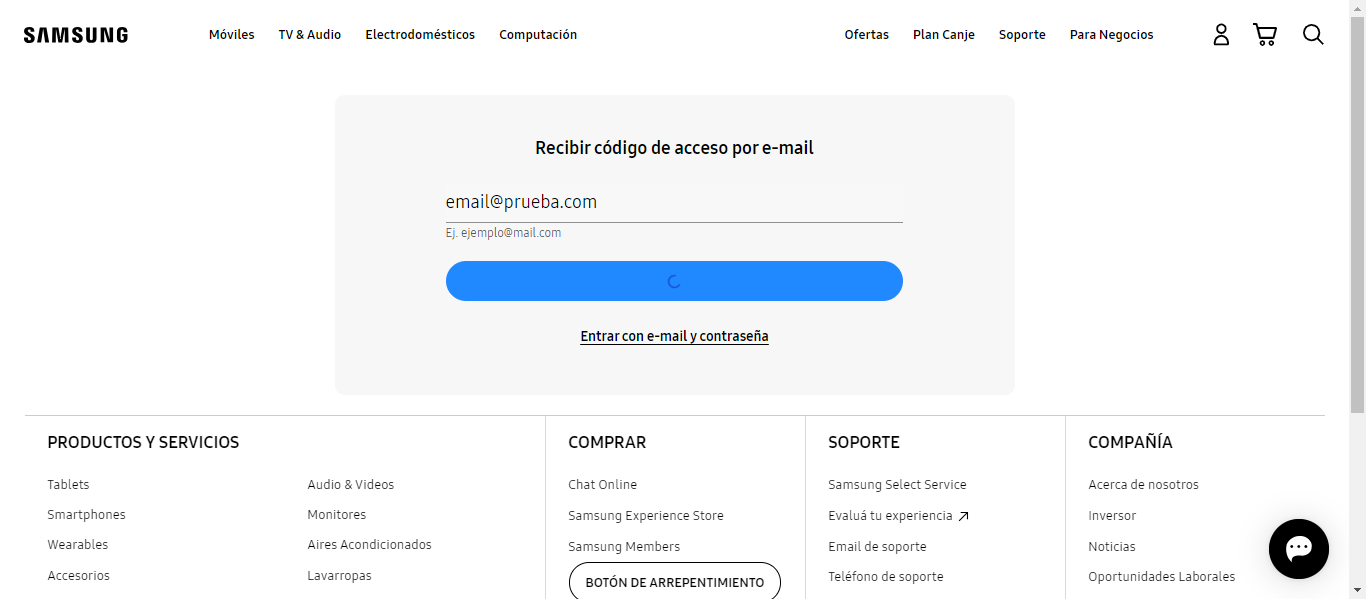 SAMSUNG
Móviles TV & Audio Electrodomésticos Computación Ofertas Plan Canje Soporte Para Negocios
Recibir código de acceso por e-mail
email@prueba.com
Ej. ejemplo@mail.com
Entrar con e-mail y contraseña
PRODUCTOS Y SERVICIOS
Tablets
Smartphones
Wearables
Accesorios
Audio & Videos
Monitores
Aires Acondicionados
Lavarropas
COMPRAR
Chat Online
Samsung Experience Store
Samsung Members
BOTÓN DE ARREPENTIMIENTO
SOPORTE
Samsung Select Service
Evaluá tu experiencia
Email de soporte
Teléfono de soporte
COMPAÑÍA
Acerca de nosotros
Inversor
Noticias
Oportunidades Laborales